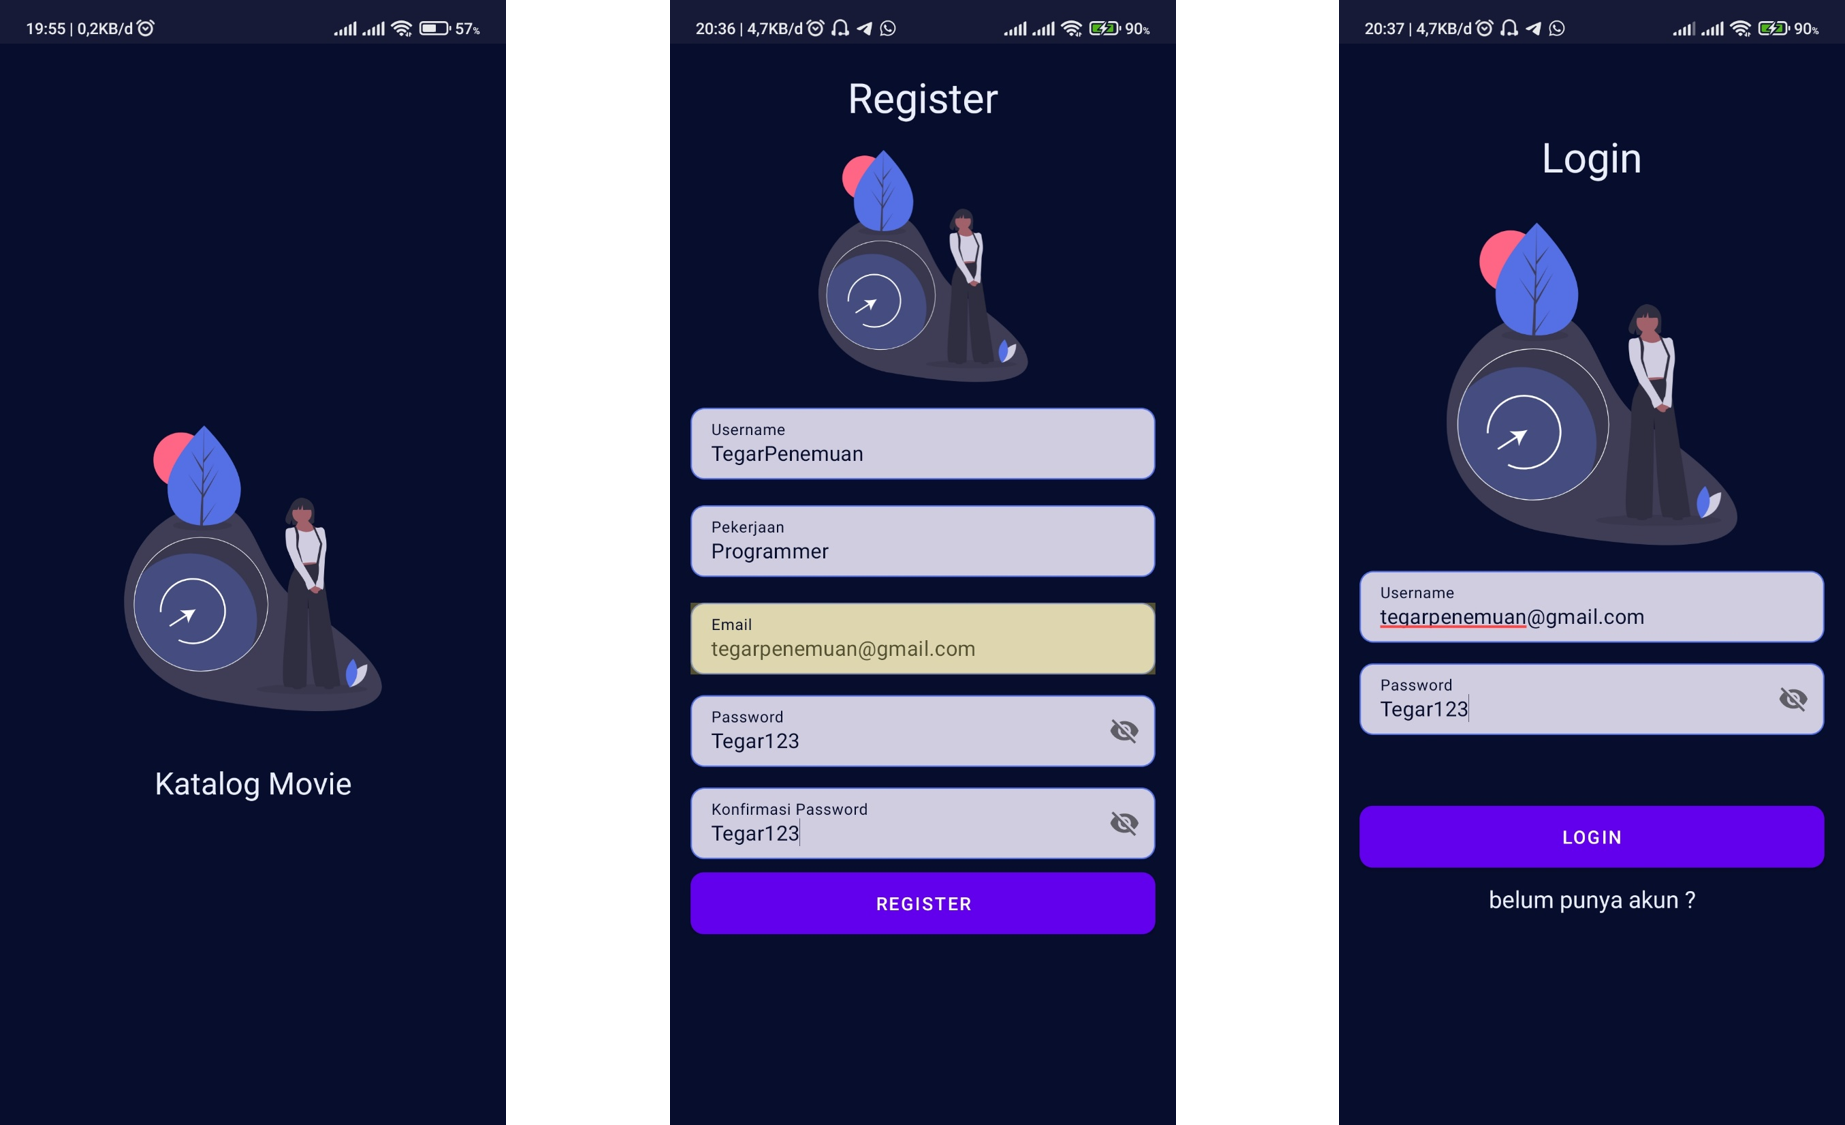 19:55 | 0,2KB/d
57%
Katalog Movie
20:36 | 4,7KB/d
90%
Register
Username
TegarPenemuan
Pekerjaan
Programmer
Email
tegarpenemuan@gmail.com
Password
Tegar123
Konfirmasi Password
Tegar123
REGISTER
20:37 | 4,7KB/d
90%
Login
Username
tegarpenemuan@gmail.com
Password
Tegar123
LOGIN
belum punya akun ?